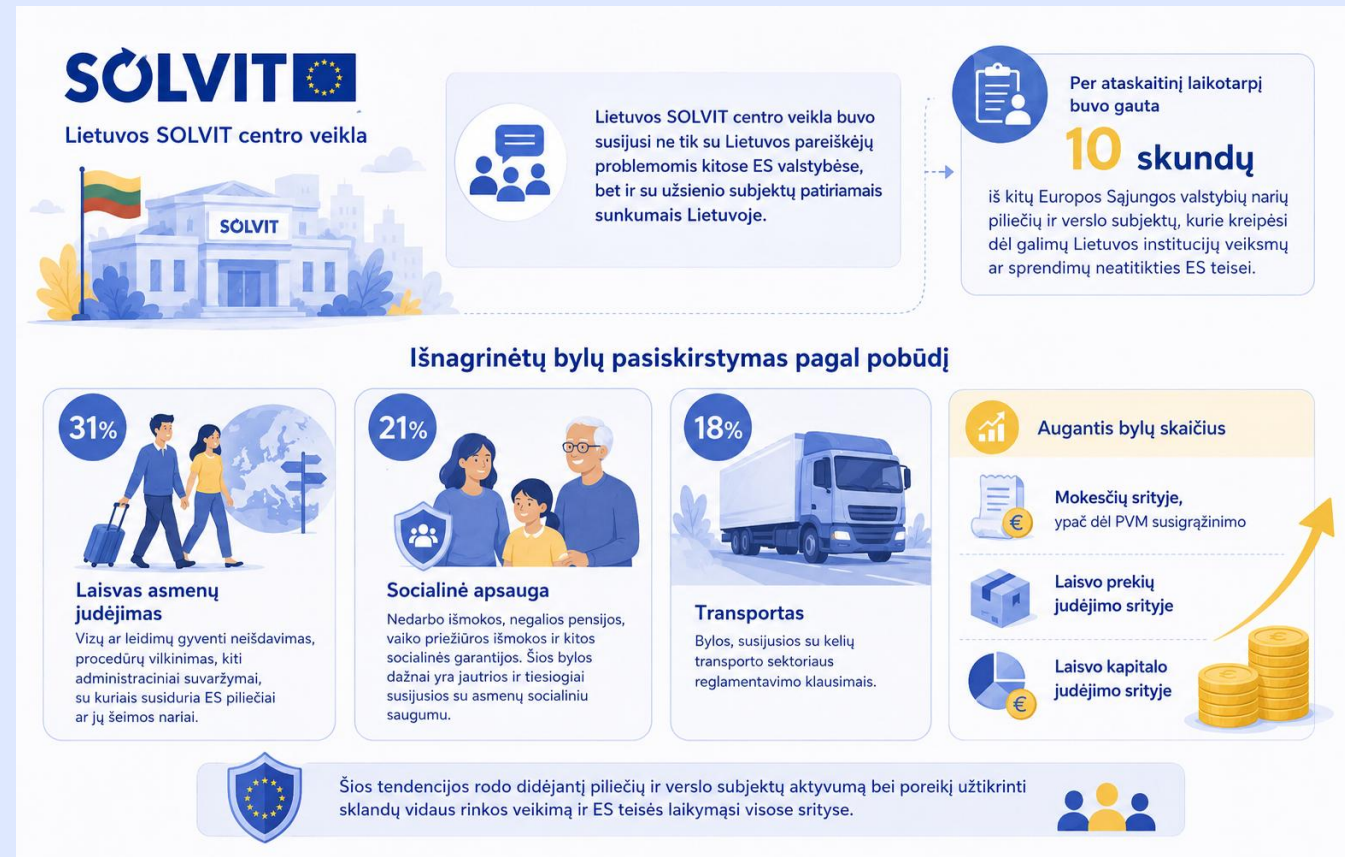 SOLVIT
Lietuvos SOLVIT centro veikla
SOLVIT
Lietuvos SOLVIT centro veikla buvo
susijusi ne tik su Lietuvos pareiškėjų
problemomis kitose ES valstybėse,
bet ir su užsienio subjektų patiriamais
sunkumais Lietuvoje.
Per ataskaitinį laikotarpį
buvo gauta
10 skundų
iš kitų Europos Sąjungos valstybių narių
piliečių ir verslo subjektų, kurie kreipėsi
dėl galimų Lietuvos institucijų veiksmų
ar sprendimų neatitikties ES teisei.
Išnagrinėtų bylų pasiskirstymas pagal pobūdį
31%
Laisvas asmenų
judėjimas
Vizų ar leidimų gyventi neišdavimas,
procedūrų vilkinimas, kiti
administraciniai suvaržymai,
su kuriais susiduria ES piliečiai
ar jų šeimos nariai.
21%
Socialinė apsauga
Nedarbo išmokos, negalios pensijos,
vaiko priežiūros išmokos ir kitos
socialinės garantijos. Šios bylos
dažnai yra jautrios ir tiesiogiai
susijusios su asmenų socialiniu
saugumu.
18%
Transportas
Bylos, susijusios su kelių
transporto sektoriaus
reglamentavimo klausimais.
Augantis bylų skaičius
Mokesčių srityje,
ypač dėl PVM susigrąžinimo
Laisvo prekių
judėjimo srityje
Laisvo kapitalo
judėjimo srityje
Šios tendencijos rodo didėjantį piliečių ir verslo subjektų aktyvumą bei poreikį užtikrinti
sklandų vidaus rinkos veikimą ir ES teisės laikymąsi visose srityse.